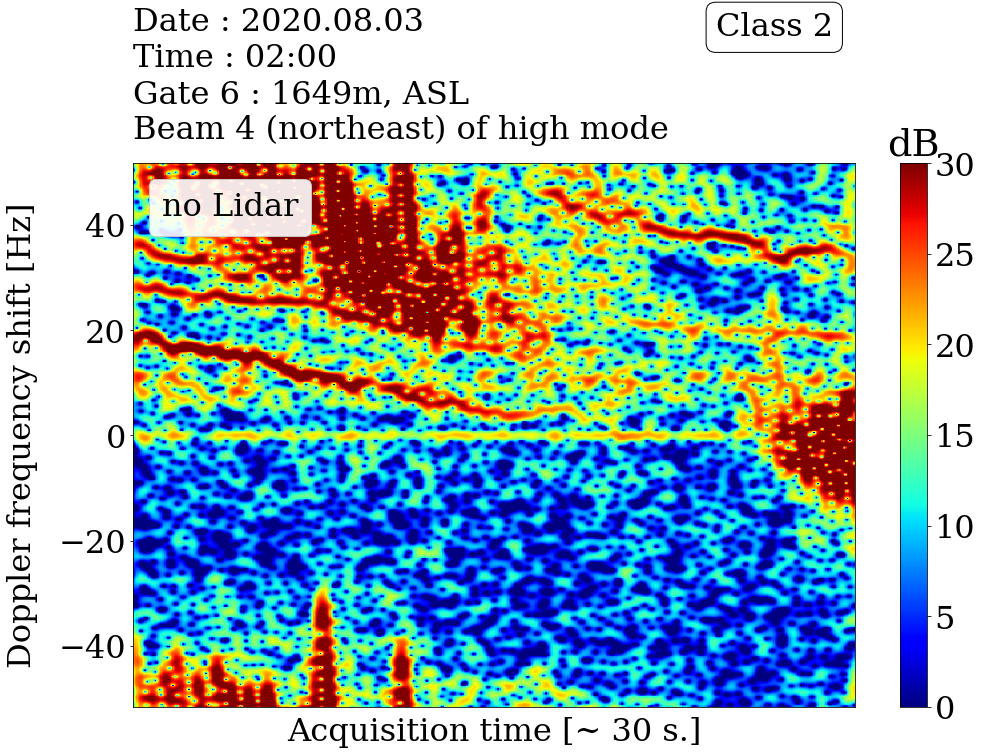 Date : 2020.08.03
Time : 02:00
Gate 6 : 1649m, ASL
Beam 4 (northeast) of high mode
Class 2
dB
no Lidar
Doppler frequency shift [Hz]
40
20
0
−20
−40
30
25
20
15
10
5
0
Acquisition time [~ 30 s.]